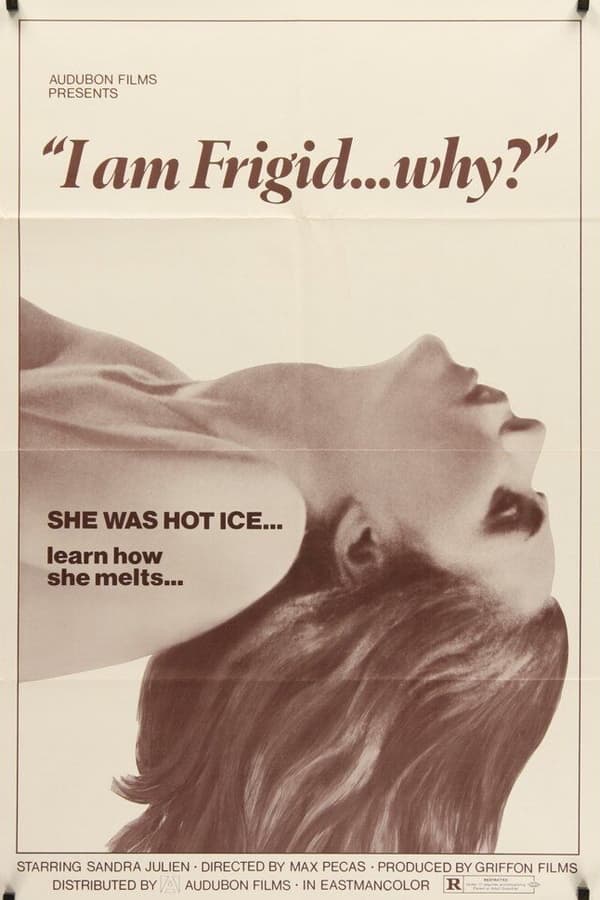 AUDUBON FILMS
PRESENTS
“I am Frigid...why?”
SHE WAS HOT ICE...
learn how
she melts...
STARRING SANDRA JULIEN · DIRECTED BY MAX PECAS · PRODUCED BY GRIFFON FILMS
DISTRIBUTED BY AUDUBON FILMS · IN EASTMANCOLOR R RESTRICTED